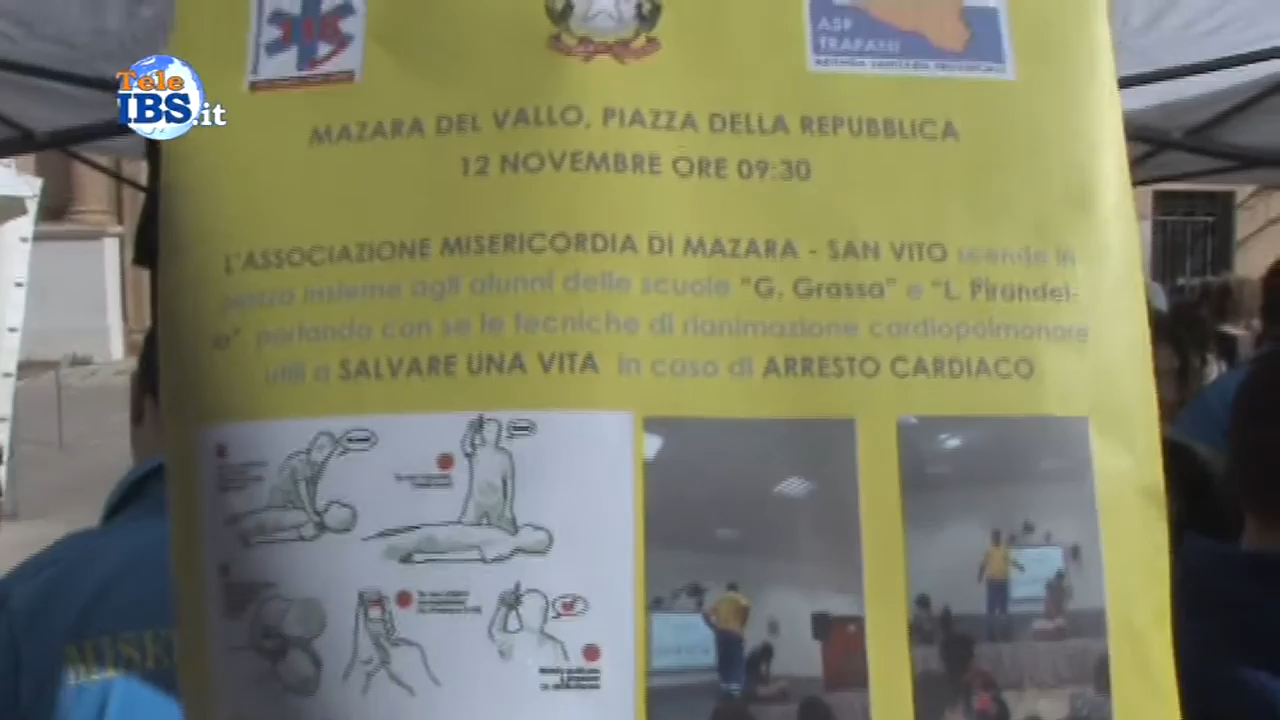 118
ASP
TRAPANI
Tele
IBS.it
MAZARA DEL VALLO, PIAZZA DELLA REPUBBLICA
12 NOVEMBRE ORE 09:30
L'ASSOCIAZIONE MISERICORDIA DI MAZARA - SAN VITO scende in
piazza insieme agli alunni delle scuole "G. Grassa" e "L. Pirandel-
lo" portando con se le tecniche di rianimazione cardiopolmonare
utili a SALVARE UNA VITA in caso di ARRESTO CARDIACO